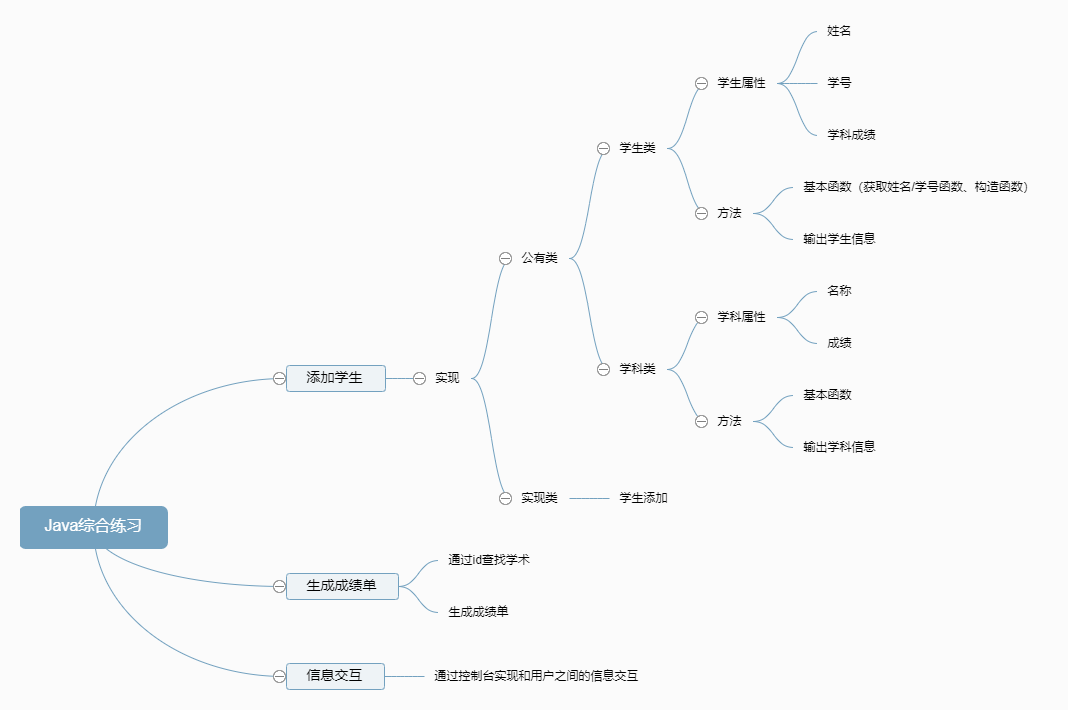 姓名
学生属性
学号
学科成绩
学生类
基本函数（获取姓名/学号函数、构造函数）
方法
输出学生信息
公有类
名称
学科属性
成绩
学科类
添加学生
实现
基本函数
方法
输出学科信息
实现类
学生添加
Java综合练习
通过id查找学术
生成成绩单
生成成绩单
信息交互
通过控制台实现和用户之间的信息交互